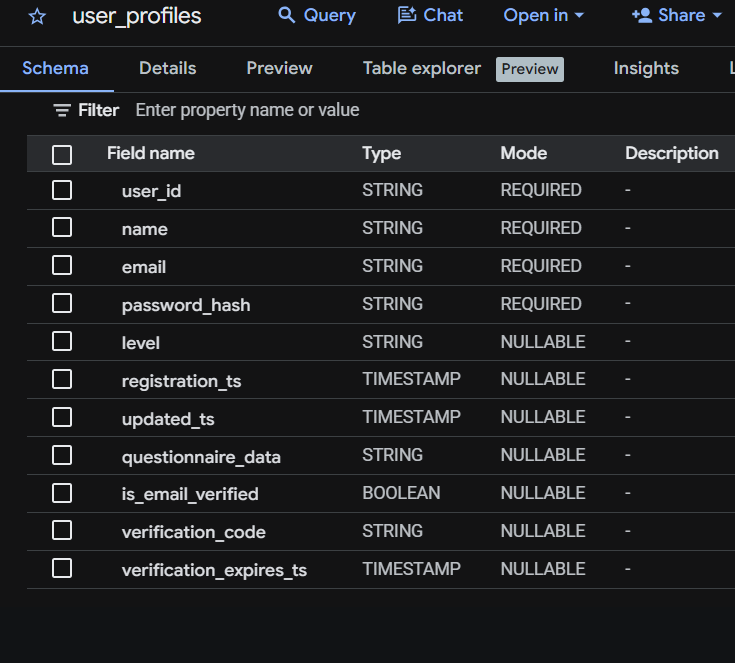 user_profiles Query Chat Open in Share
Schema Details Preview Table explorer Preview Insights L
Filter Enter property name or value
Field name Type Mode Description
user_id STRING REQUIRED -
name STRING REQUIRED -
email STRING REQUIRED -
password_hash STRING REQUIRED -
level STRING NULLABLE -
registration_ts TIMESTAMP NULLABLE -
updated_ts TIMESTAMP NULLABLE -
questionnaire_data STRING NULLABLE -
is_email_verified BOOLEAN NULLABLE -
verification_code STRING NULLABLE -
verification_expires_ts TIMESTAMP NULLABLE -